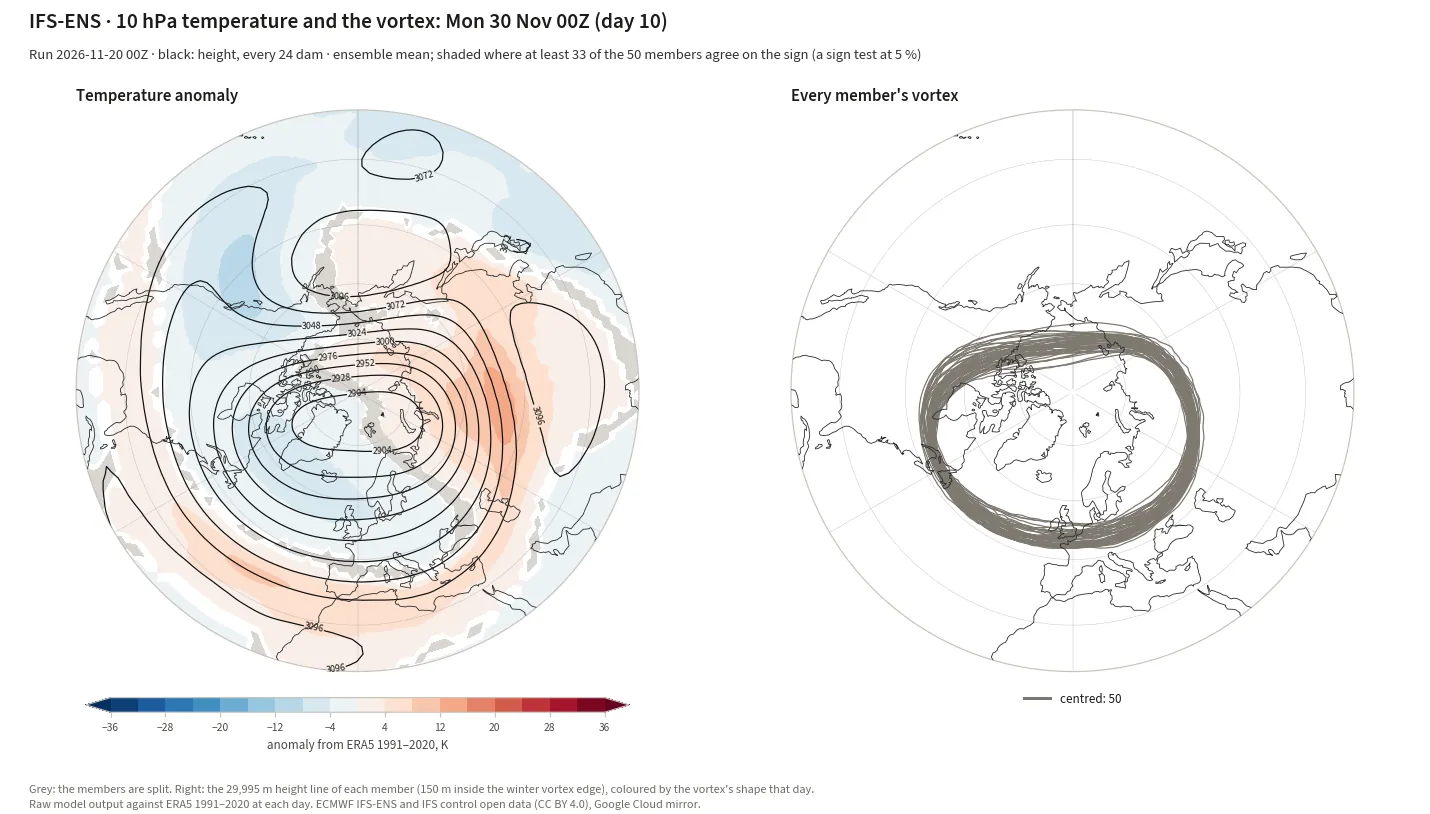 IFS-ENS · 10 hPa temperature and the vortex: Mon 30 Nov 00Z (day 10)
Run 2026-11-20 00Z · black: height, every 24 dam · ensemble mean; shaded where at least 33 of the 50 members agree on the sign (a sign test at 5 %)
Temperature anomaly
Every member's vortex
3072
3096
3072
3048
3024
3000
2976
2952
2928
2904
3096
2904
3096
3096
centred: 50
−36 −28 −20 −12 −4 4 12 20 28 36
anomaly from ERA5 1991–2020, K
Grey: the members are split. Right: the 29,995 m height line of each member (150 m inside the winter vortex edge), coloured by the vortex's shape that day.
Raw model output against ERA5 1991–2020 at each day. ECMWF IFS-ENS and IFS control open data (CC BY 4.0), Google Cloud mirror.